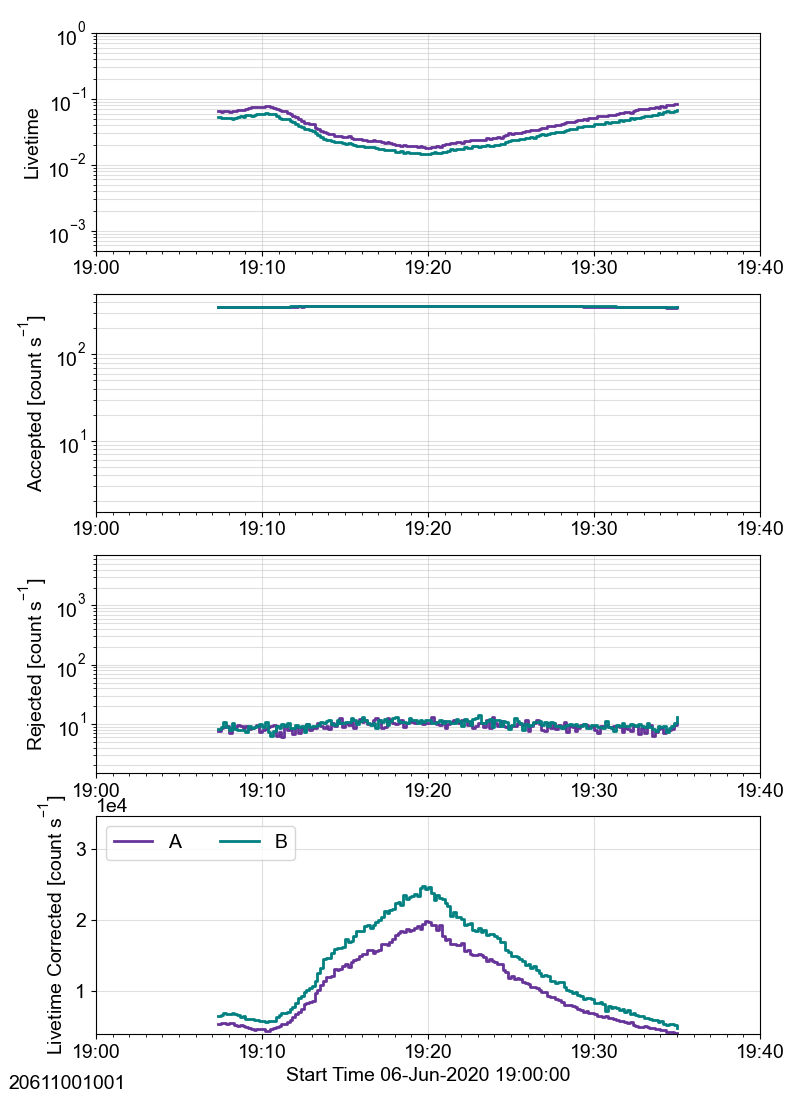 10^0
10^-1
10^-2
10^-3
Livetime
19:00 19:10 19:20 19:30 19:40
10^2
10^1
Accepted [count s^-1]
19:00 19:10 19:20 19:30 19:40
10^3
10^2
10^1
Rejected [count s^-1]
19:00 19:10 19:20 19:30 19:40
1e4
A B
3
2
1
Livetime Corrected [count s^-1]
19:00 19:10 19:20 19:30 19:40
Start Time 06-Jun-2020 19:00:00
20611001001